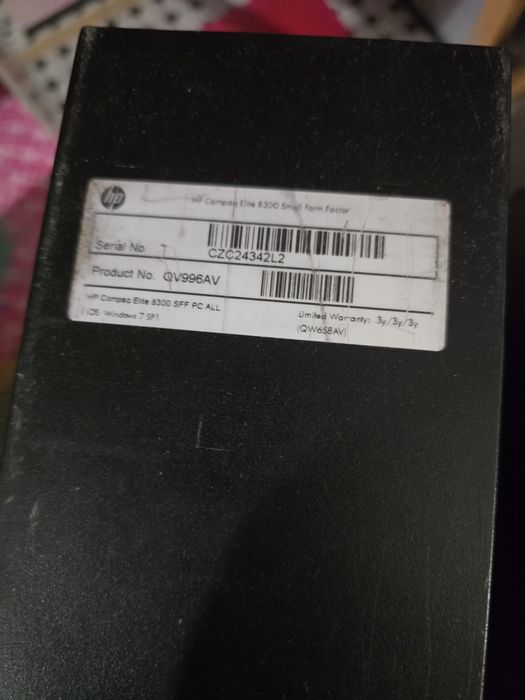 hp
HP Compaq Elite 8300 Small Form Factor
Serial No
CZC24342L2
Product No. QV996AV
HP Compaq Elite 8300 SFF PC ALL
OS Windows 7 SP1
Limited Warranty: 3y/3y/3y
(QW658AV)